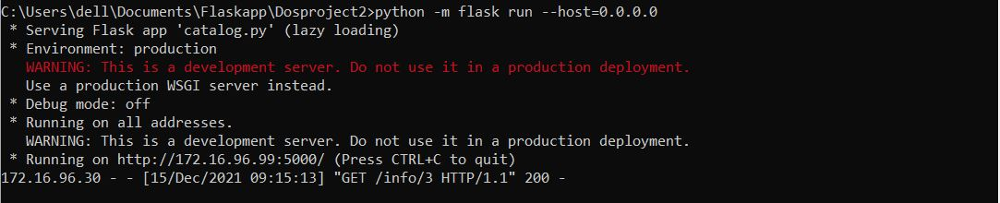 C:\Users\dell\Documents\Flaskapp\Dosproject2>python -m flask run --host=0.0.0.0
 * Serving Flask app 'catalog.py' (lazy loading)
 * Environment: production
   WARNING: This is a development server. Do not use it in a production deployment.
   Use a production WSGI server instead.
 * Debug mode: off
 * Running on all addresses.
   WARNING: This is a development server. Do not use it in a production deployment.
 * Running on http://172.16.96.99:5000/ (Press CTRL+C to quit)
172.16.96.30 - - [15/Dec/2021 09:15:13] "GET /info/3 HTTP/1.1" 200 -